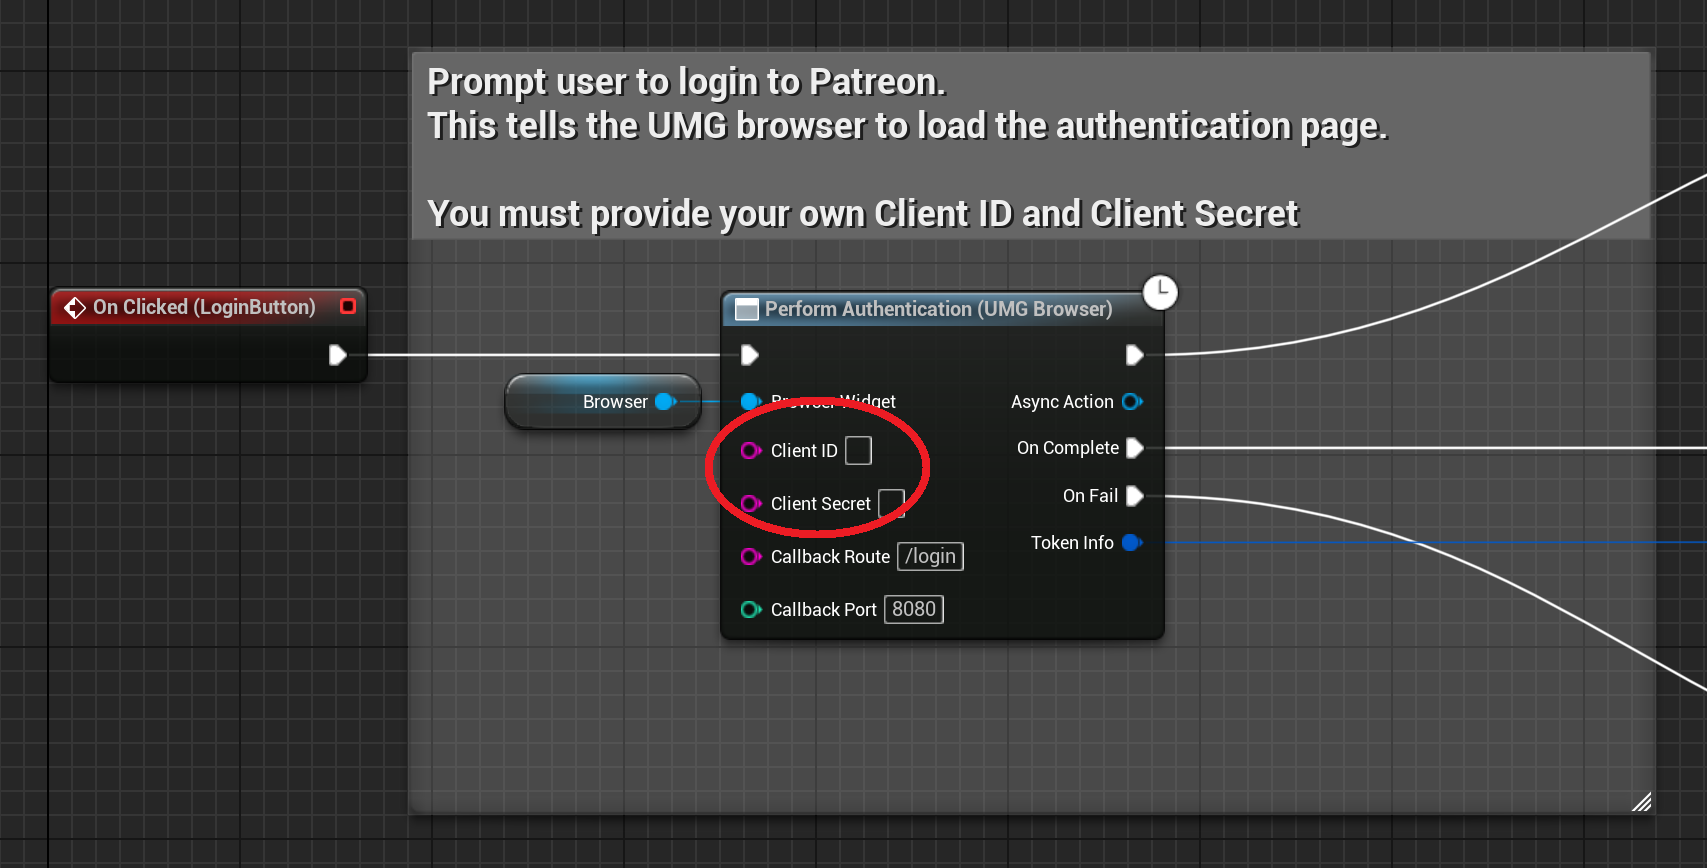 Prompt user to login to Patreon.
This tells the UMG browser to load the authentication page.
You must provide your own Client ID and Client Secret
On Clicked (LoginButton)
Perform Authentication (UMG Browser)
Browser
Browser Widget
Async Action
Client ID
On Complete
Client Secret
On Fail
Callback Route /login
Token Info
Callback Port 8080